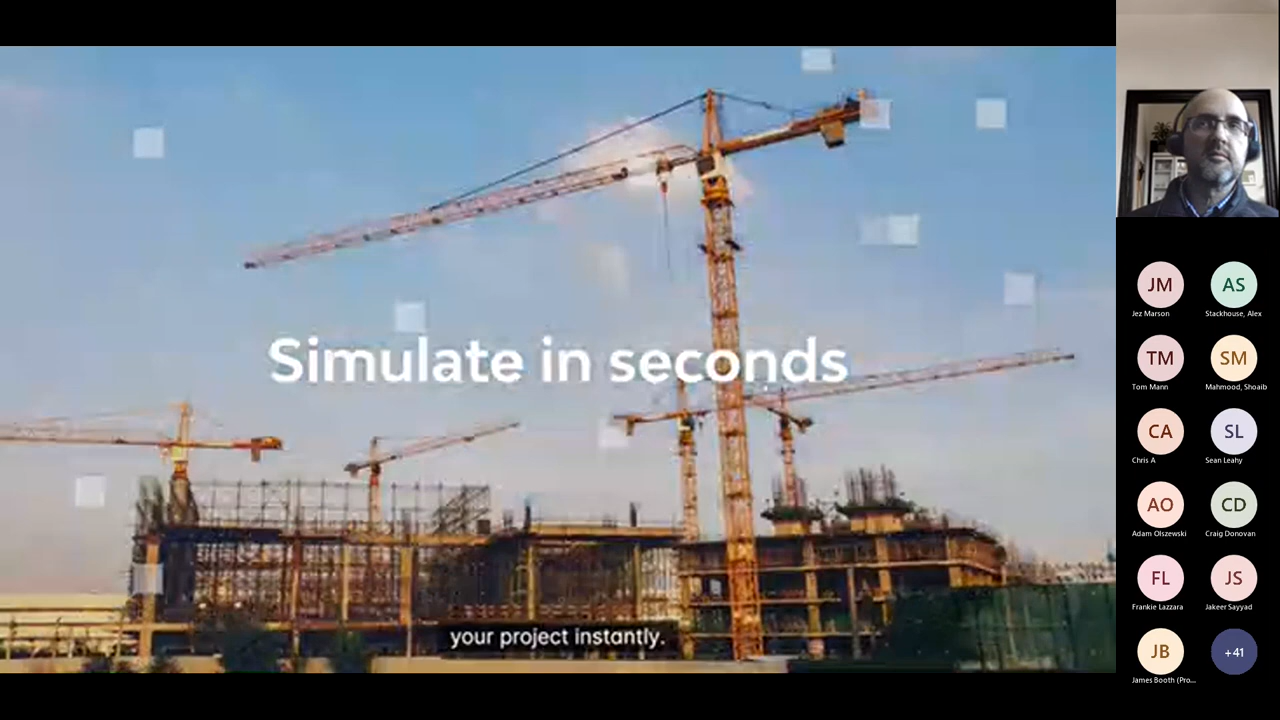 Simulate in seconds
your project instantly.
JM
Jez Marson
AS
Stackhouse, Alex
TM
Tom Mann
SM
Mahmood, Shoaib
CA
Chris A
SL
Sean Leahy
AO
Adam Olszewski
CD
Craig Donovan
FL
Frankie Lazzara
JS
Jakeer Sayyad
JB
James Booth (Pro...
+41